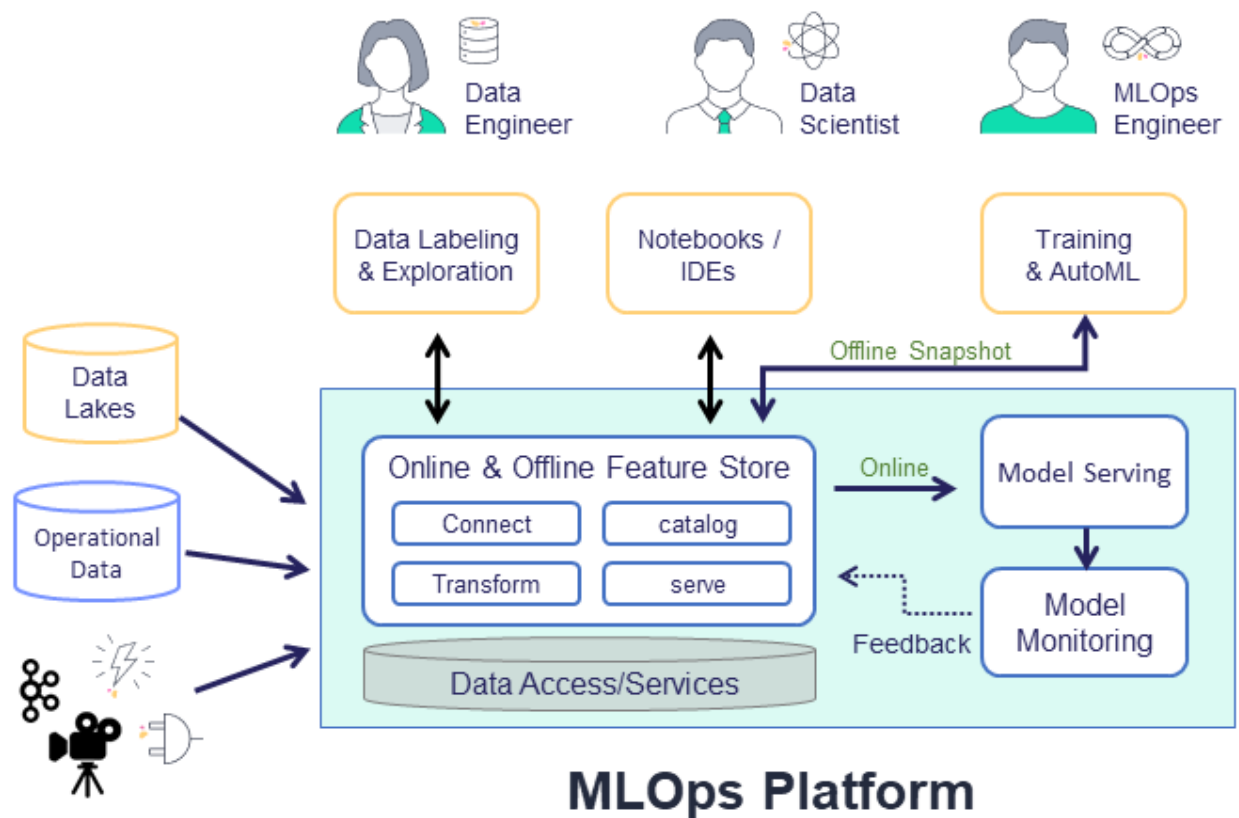 Data
Engineer
Data
Scientist
MLOps
Engineer
Data Labeling
& Exploration
Notebooks /
IDEs
Training
& AutoML
Offline Snapshot
Data
Lakes
Online & Offline Feature Store
Connect
catalog
Transform
serve
Online
Model Serving
Operational
Data
Feedback
Model
Monitoring
Data Access/Services
MLOps Platform